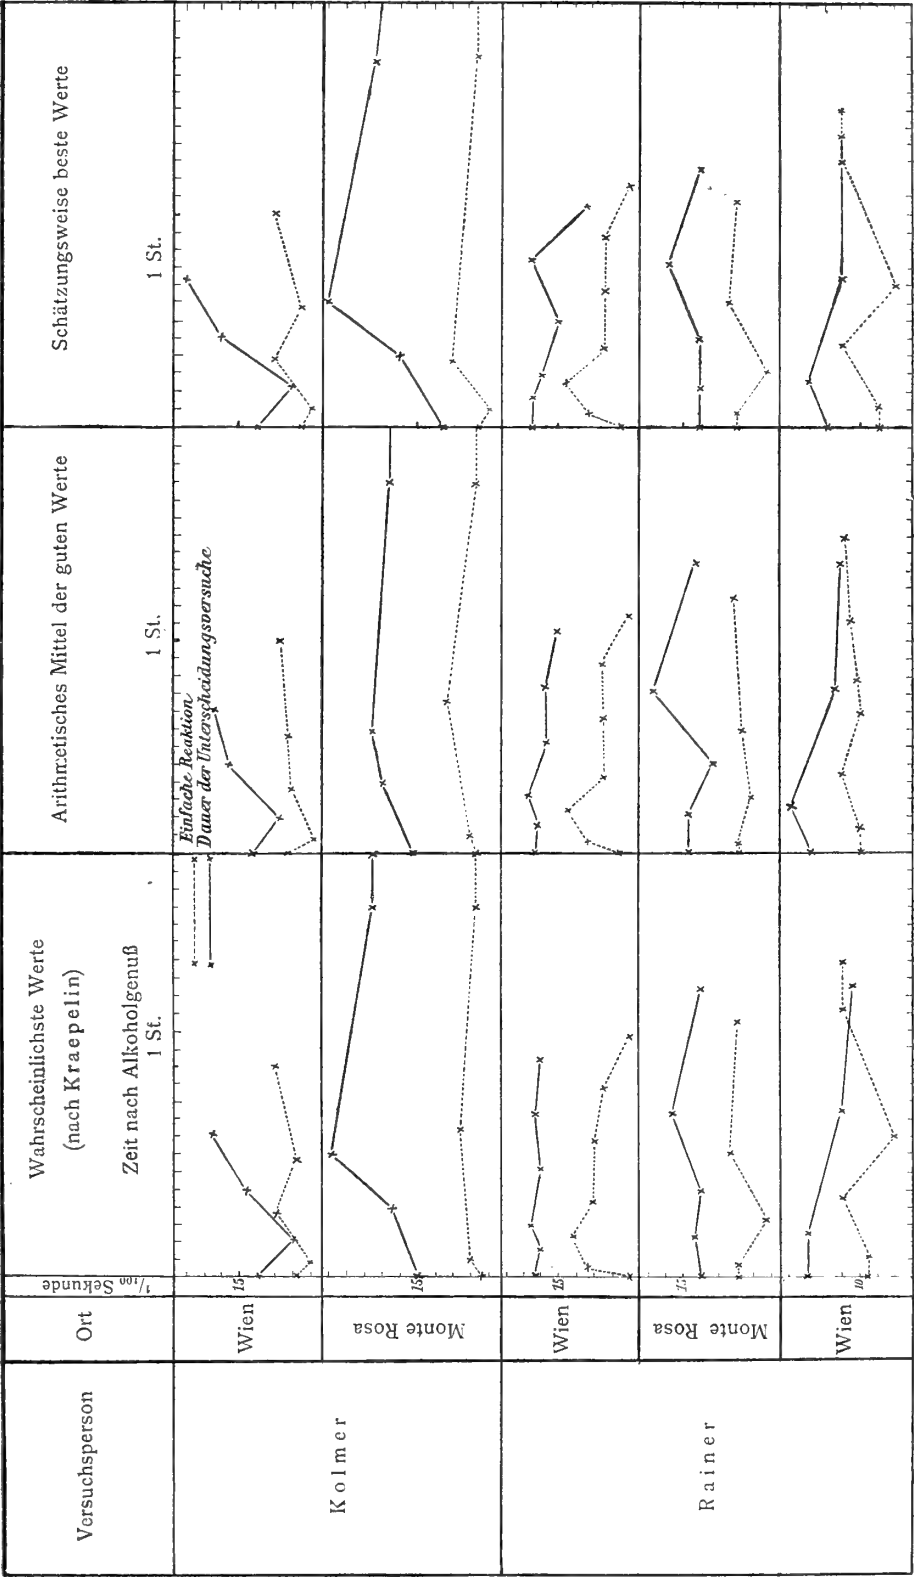 Versuchsperson
Ort
1/100 Sekunde
Wahrscheinlichste Werte
(nach Kraepelin)
Zeit nach Alkoholgenuß
1 St.
Arithmetisches Mittel der guten Werte
1 St.
Schätzungsweise beste Werte
1 St.
Einfache Reaktion
Dauer der Unterscheidungsversuche
Kolmer
Wien
15
Monte Rosa
15
Rainer
Wien
15
Monte Rosa
15
Wien
10